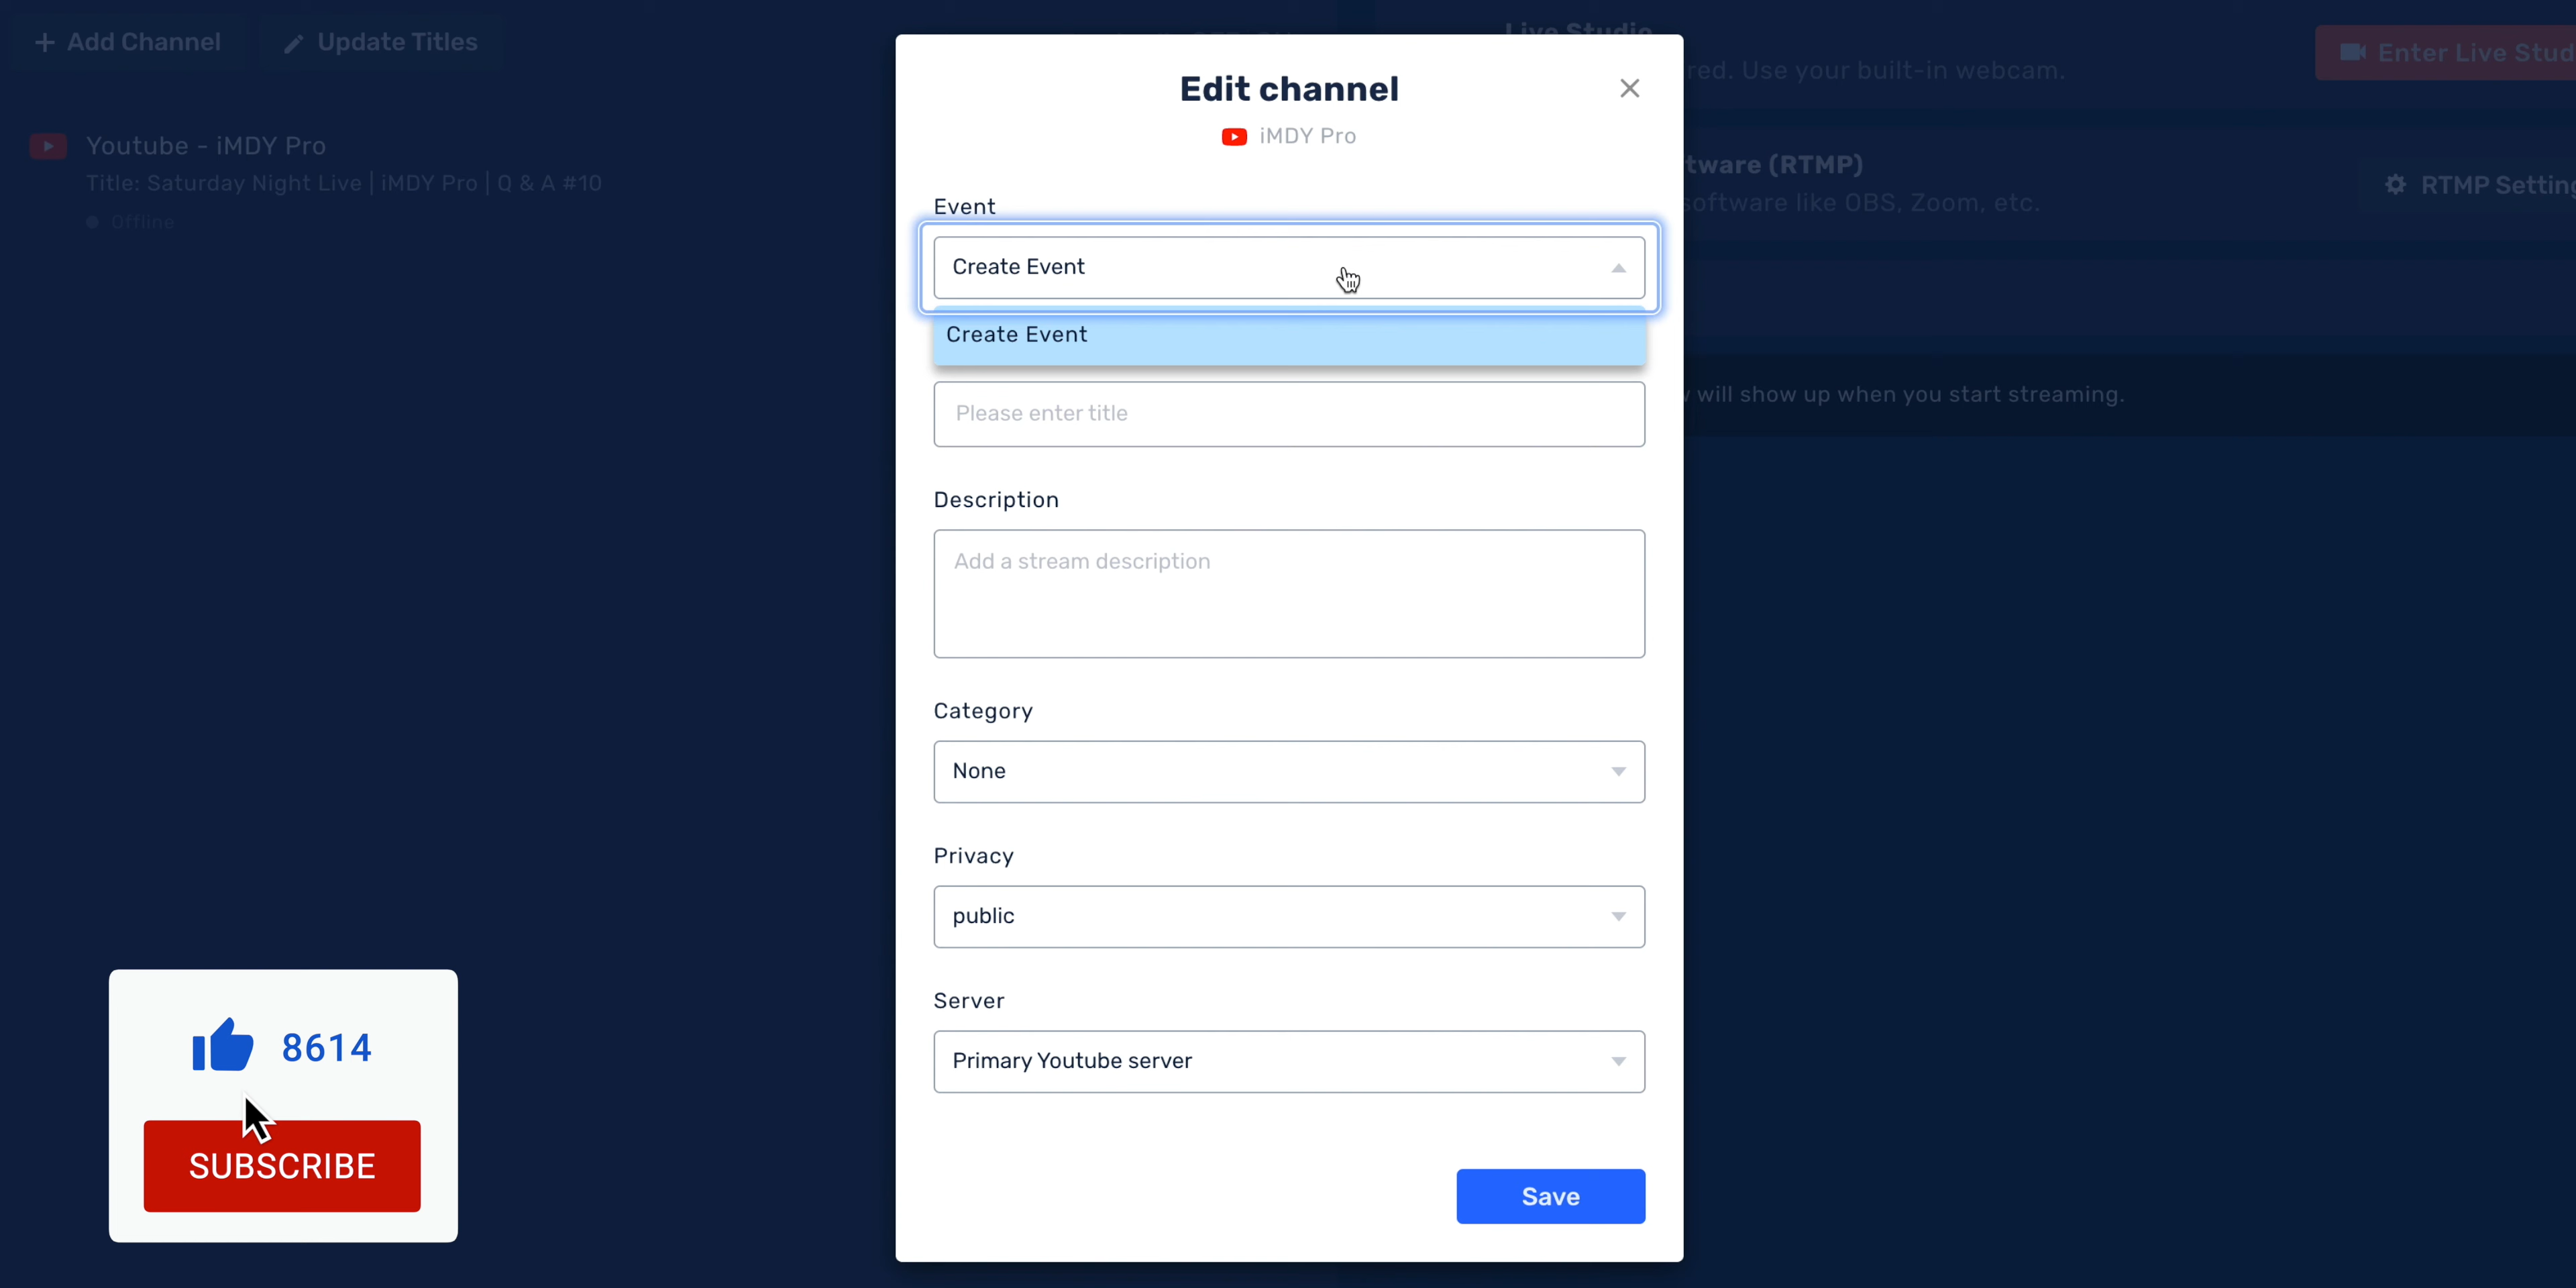 Add Channel
Update Titles
Youtube - iMDY Pro
Title: Saturday Night Live | iMDY Pro | Q & A #10
Offline
Edit channel
iMDY Pro
Event
Create Event
Create Event
Please enter title
Description
Add a stream description
Category
None
Privacy
public
Server
Primary Youtube server
Save
Live Studio
red. Use your built-in webcam.
Enter Live Stud
tware (RTMP)
software like OBS, Zoom, etc.
RTMP Setting
will show up when you start streaming.
8614
SUBSCRIBE